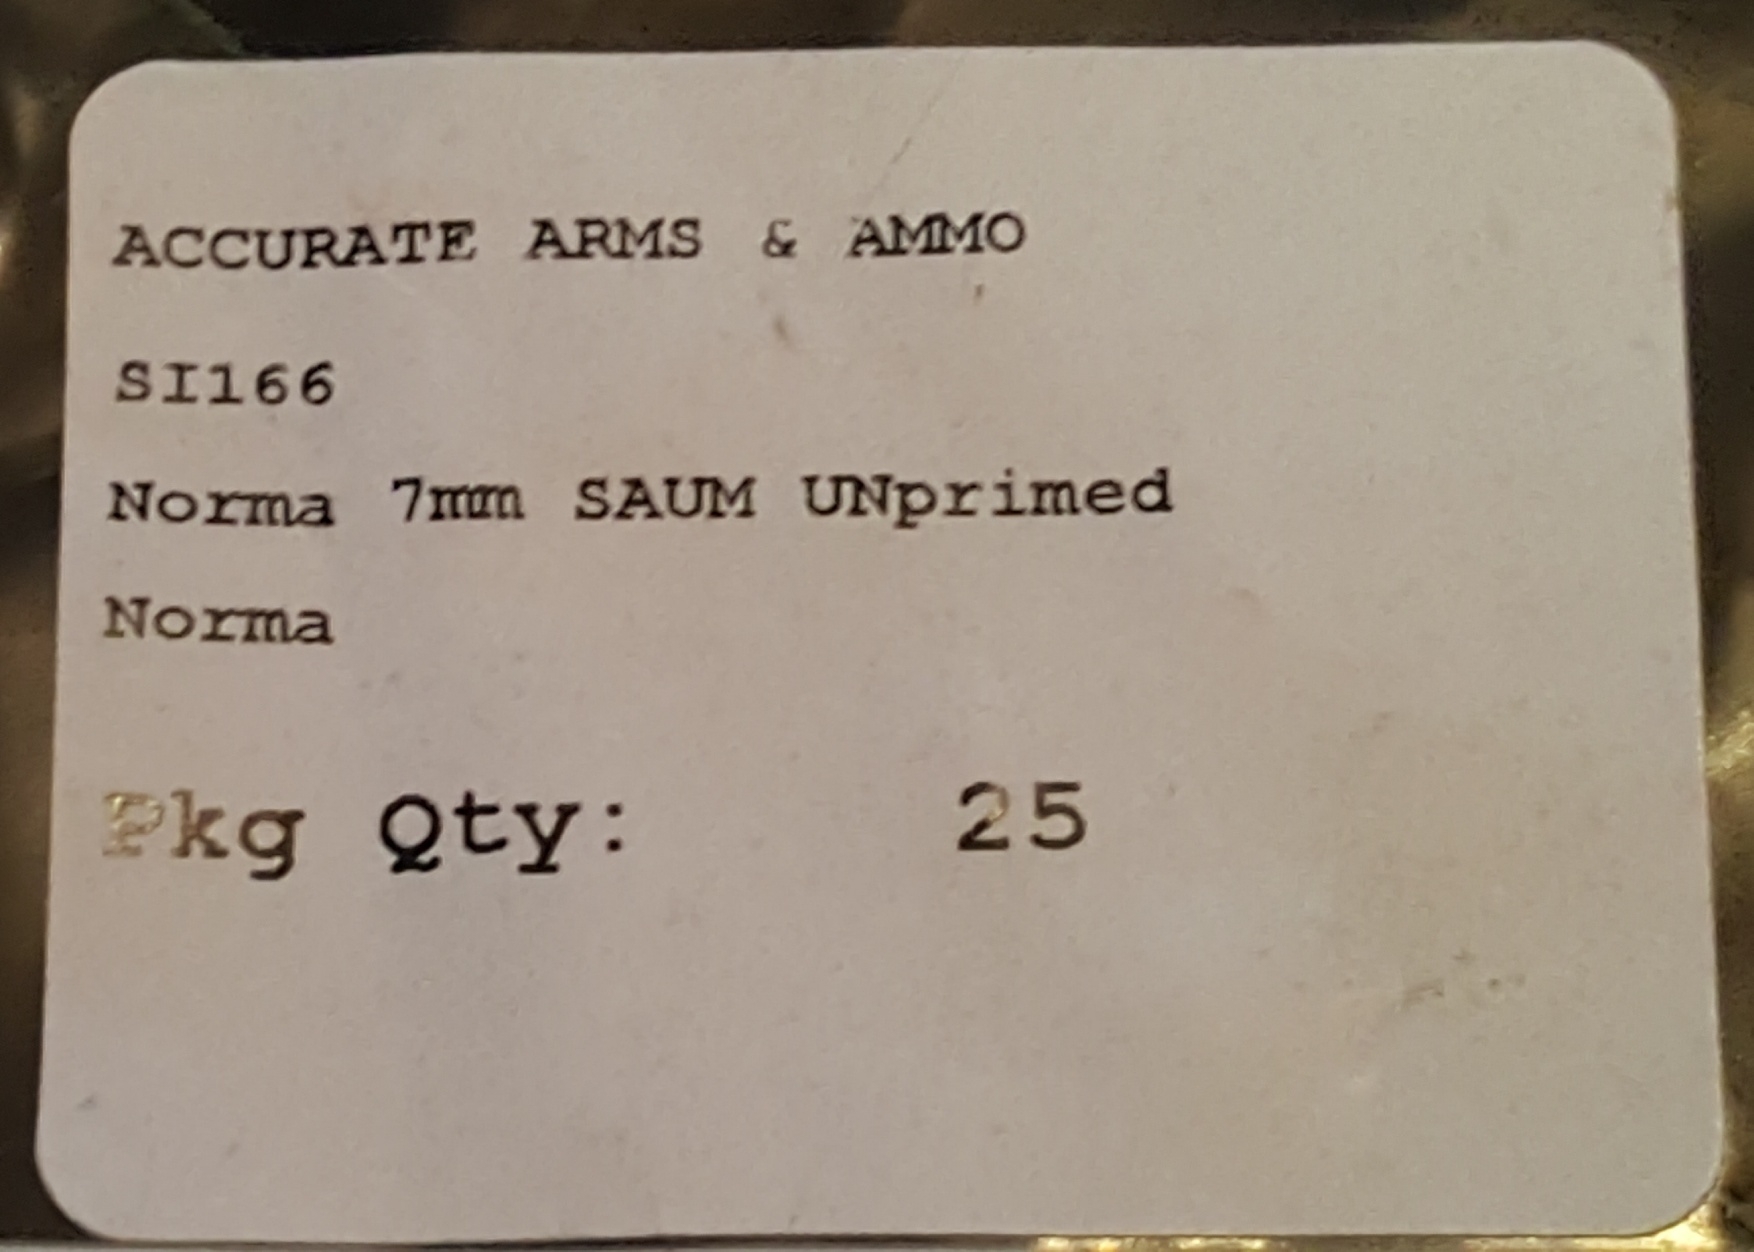 ACCURATE ARMS & AMMO
SI166
Norma 7mm SAUM UNprimed
Norma
Pkg Qty: 25